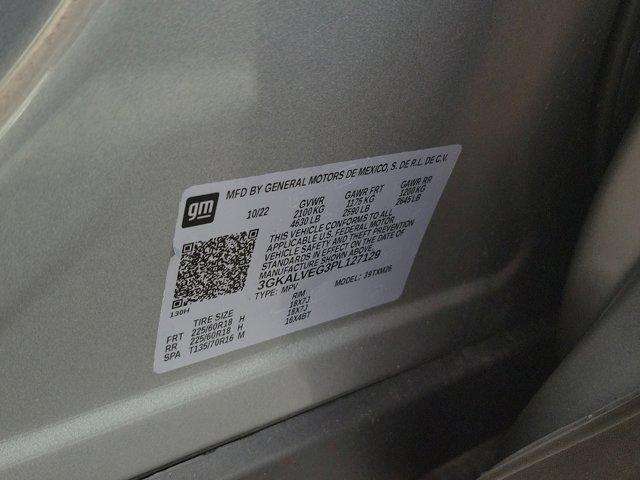 gm
MFD BY GENERAL MOTORS DE MEXICO, S. DE R.L. DE C.V.
10/22 GVWR GAWR FRT GAWR RR
2100 KG 1175 KG 1200 KG
4630 LB 2590 LB 2645 LB
THIS VEHICLE CONFORMS TO ALL
APPLICABLE U.S. FEDERAL MOTOR
VEHICLE SAFETY AND THEFT PREVENTION
STANDARDS IN EFFECT ON THE DATE OF
MANUFACTURE SHOWN ABOVE.
3GKALVEG3PL127129
TYPE: MPV MODEL: 3STXM26
130H
TIRE SIZE RIM
FRT 225/60R18 H 18X7J
RR 225/60R18 H 18X7J
SPA T135/70R16 M 16X4BT